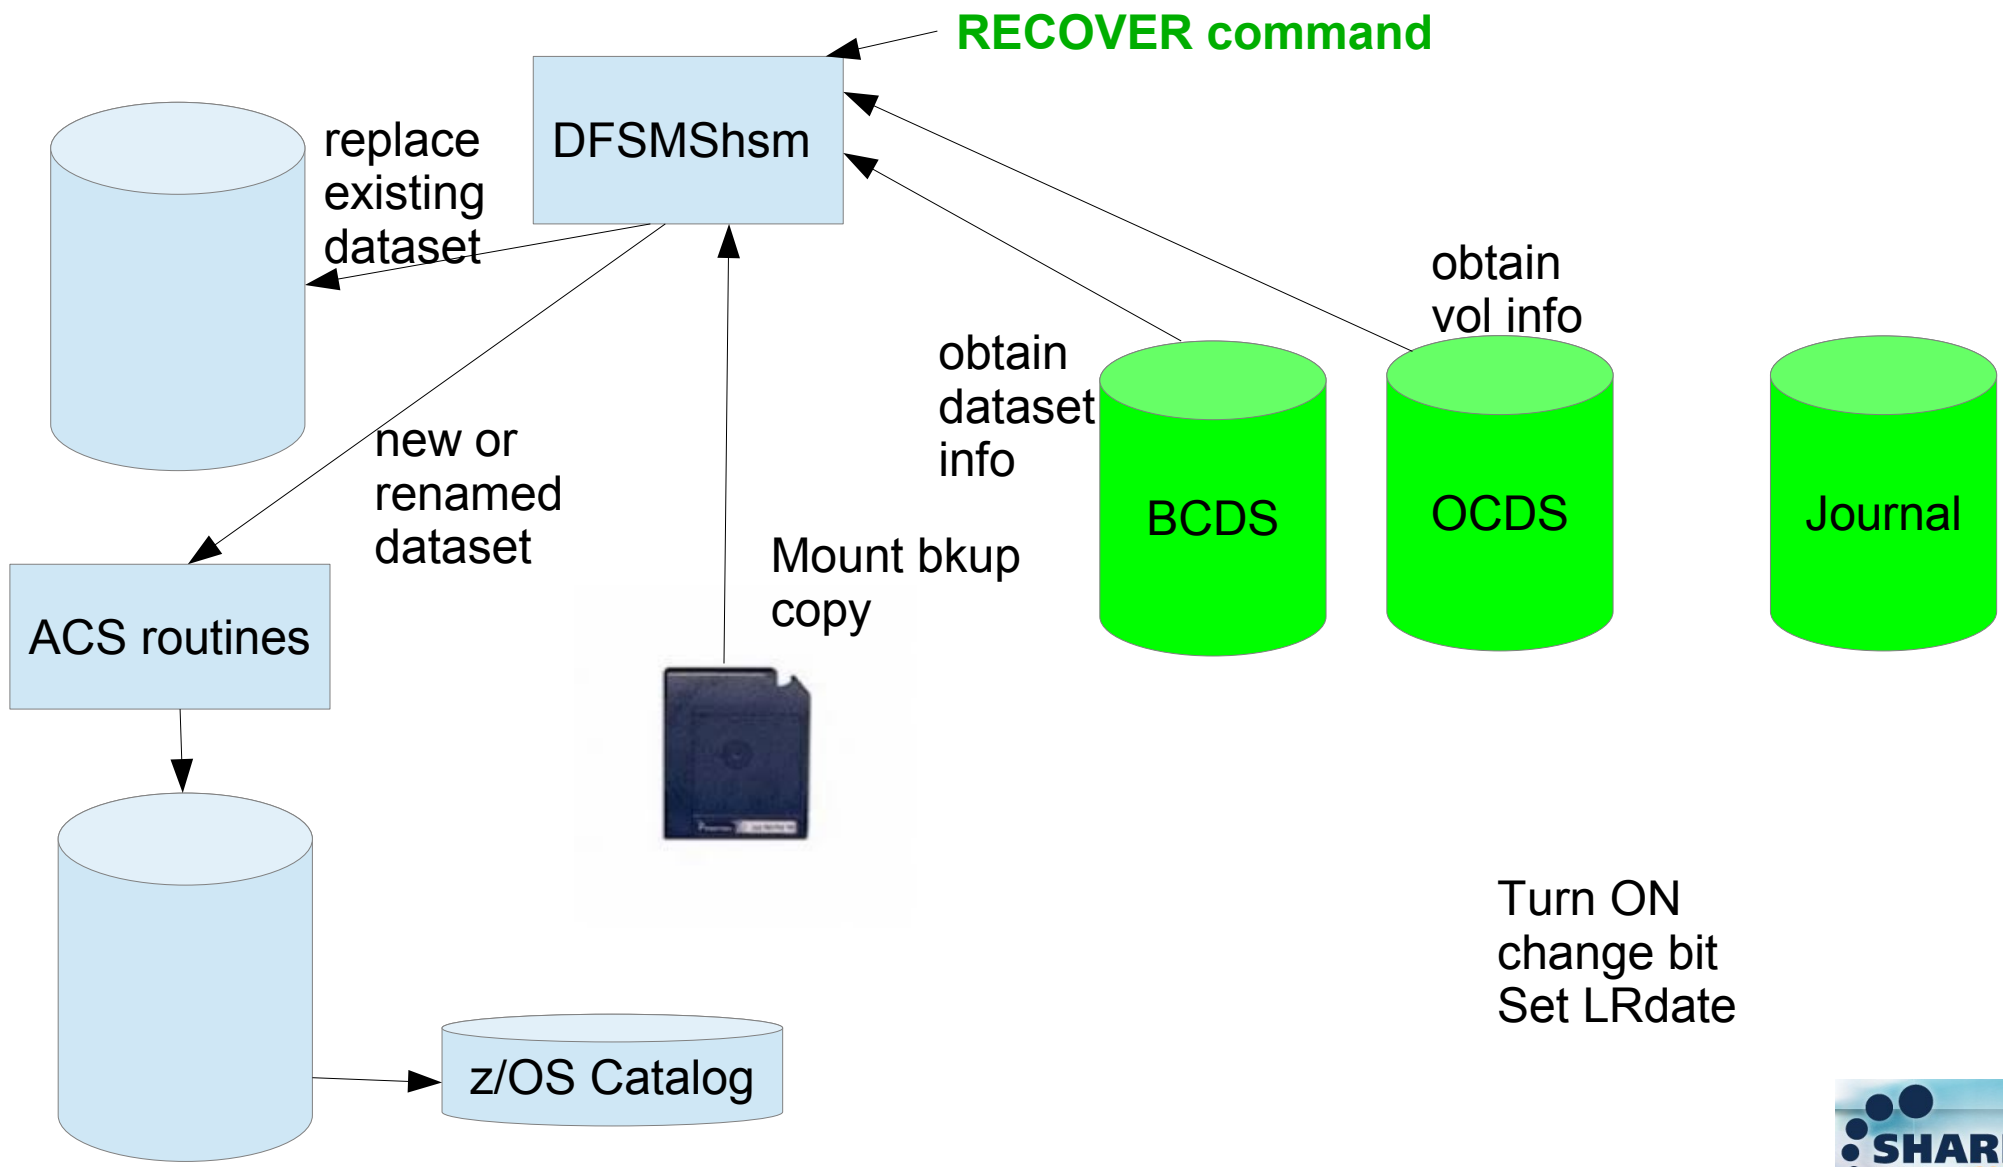 RECOVER command
DFSMShsm
replace
existing
dataset
obtain
vol info
obtain
dataset
info
new or
renamed
dataset
BCDS
OCDS
Journal
Mount bkup
copy
ACS routines
Turn ON
change bit
Set LRdate
z/OS Catalog
SHAR